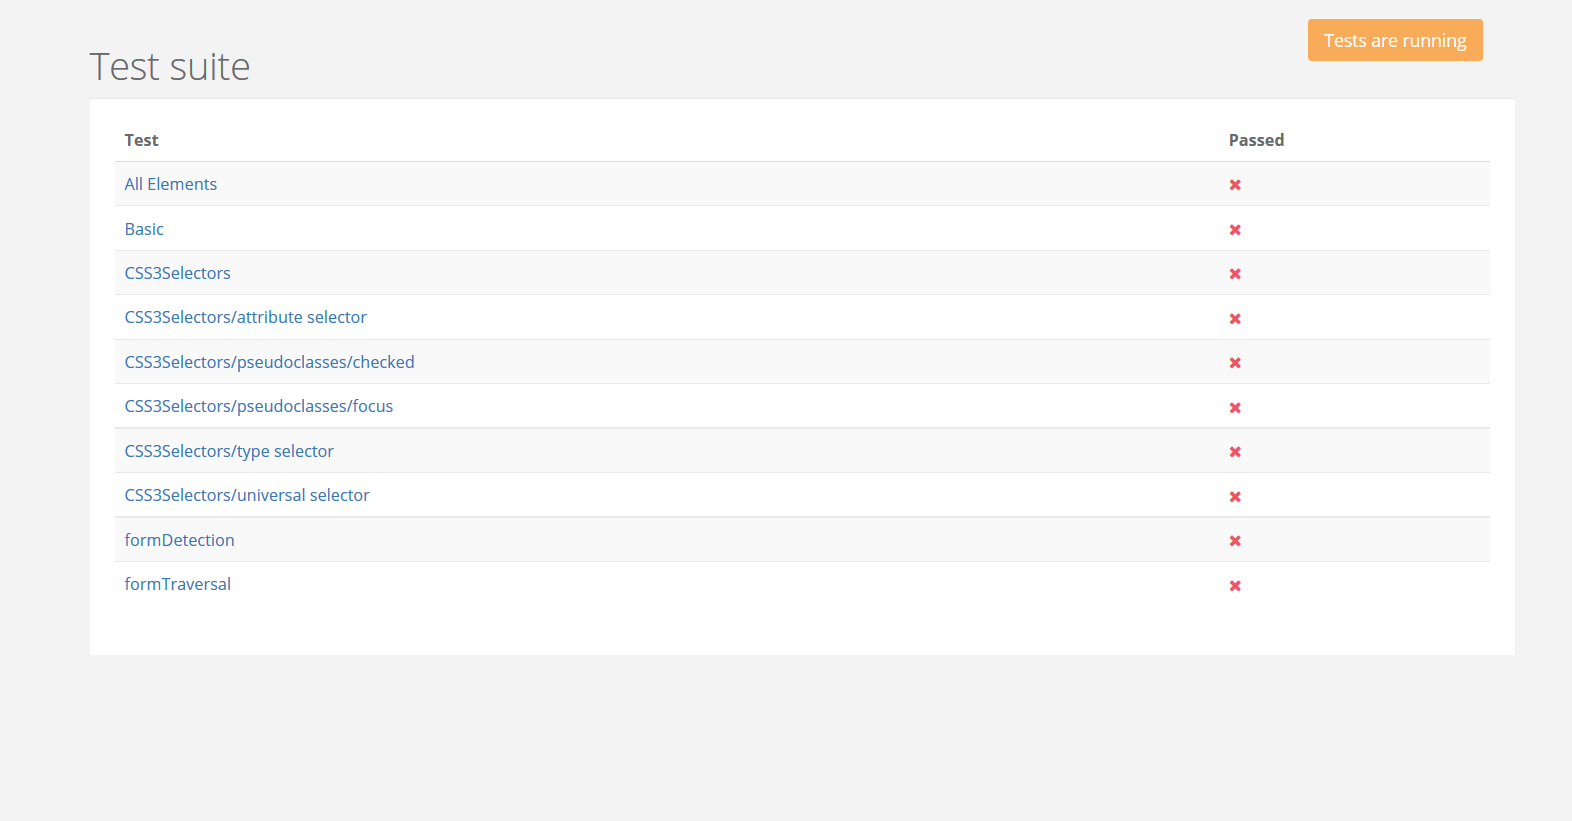 Tests are running
Test suite
Test Passed
All Elements
Basic
CSS3Selectors
CSS3Selectors/attribute selector
CSS3Selectors/pseudoclasses/checked
CSS3Selectors/pseudoclasses/focus
CSS3Selectors/type selector
CSS3Selectors/universal selector
formDetection
formTraversal